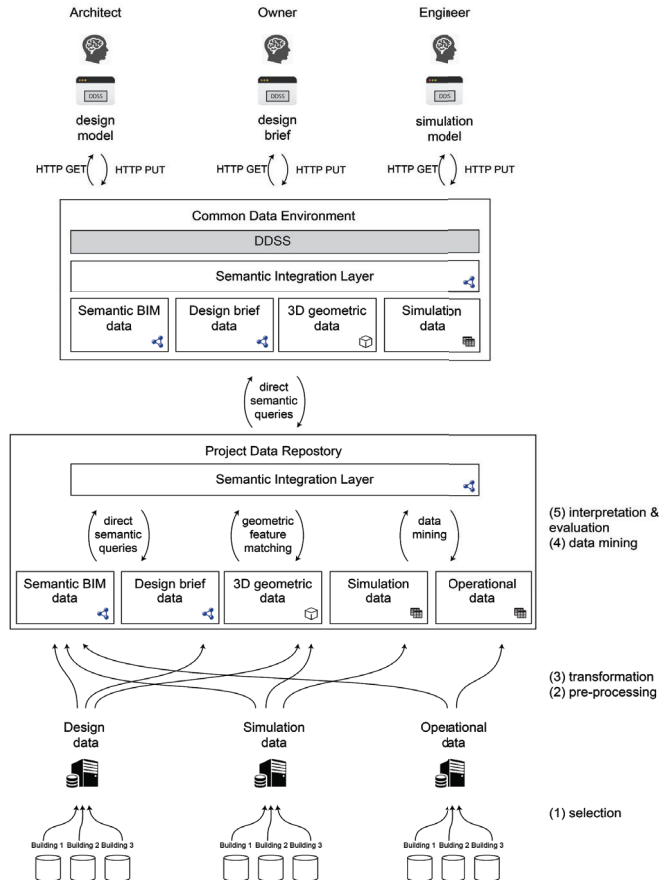 Architect
Owner
Engineer
DDSS
DDSS
DDS
design
model
design
brief
simulation
model
HTTP GET
HTTP PUT
HTTP GET
HTTP PUT
HTTP GET
HTTP PUT
Common Data Environment
DDSS
Semantic Integration Layer
Semantic BIM
data
Design brief
data
3D geometric
data
Simulation
data
direct
semantic
queries
Project Data Repostory
Semantic Integration Layer
direct
semantic
queries
geometric
feature
matching
data
mining
(5) interpretation &
evaluation
(4) data mining
Semantic BIM
data
Design brief
data
3D geometric
data
Simulation
data
Operational
data
(3) transformation
(2) pre-processing
Design
data
Simulation
data
Operational
data
(1) selection
Building 1
Building 2
Building 3
Building 1
Building 2
Building 3
Building 1
Building 2
Building 3